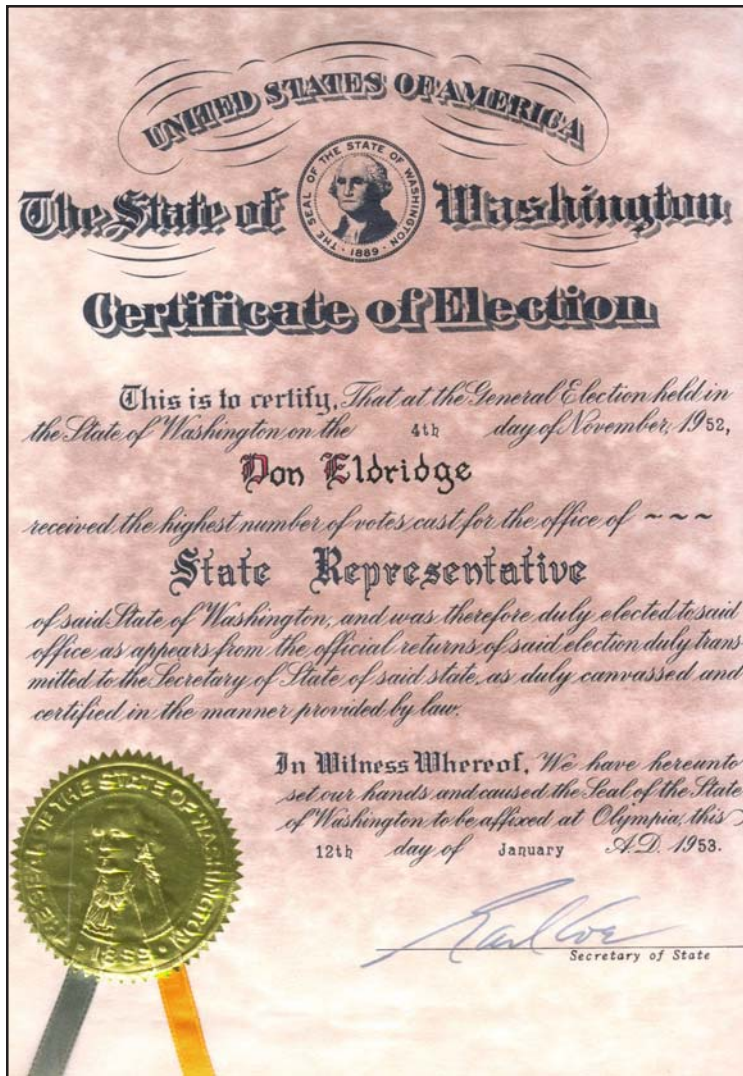 UNITED STATES OF AMERICA
The State of Washington
THE SEAL OF THE STATE OF WASHINGTON
· 1889 ·
Certificate of Election
This is to certify, That at the General Election held in
the State of Washington on the 4th day of November, 1952,
Don Eldridge
received the highest number of votes cast for the office of ~ ~ ~
State Representative
of said State of Washington, and was therefore duly elected to said
office as appears from the official returns of said election duly trans-
mitted to the Secretary of State of said state, as duly canvassed and
certified in the manner provided by law.
In Witness Whereof, We have hereunto
set our hands and caused the Seal of the State
of Washington to be affixed at Olympia, this
12th day of January A.D. 1953.
THE SEAL OF THE STATE OF WASHINGTON
· 1889 ·
Earl Coe
Secretary of State